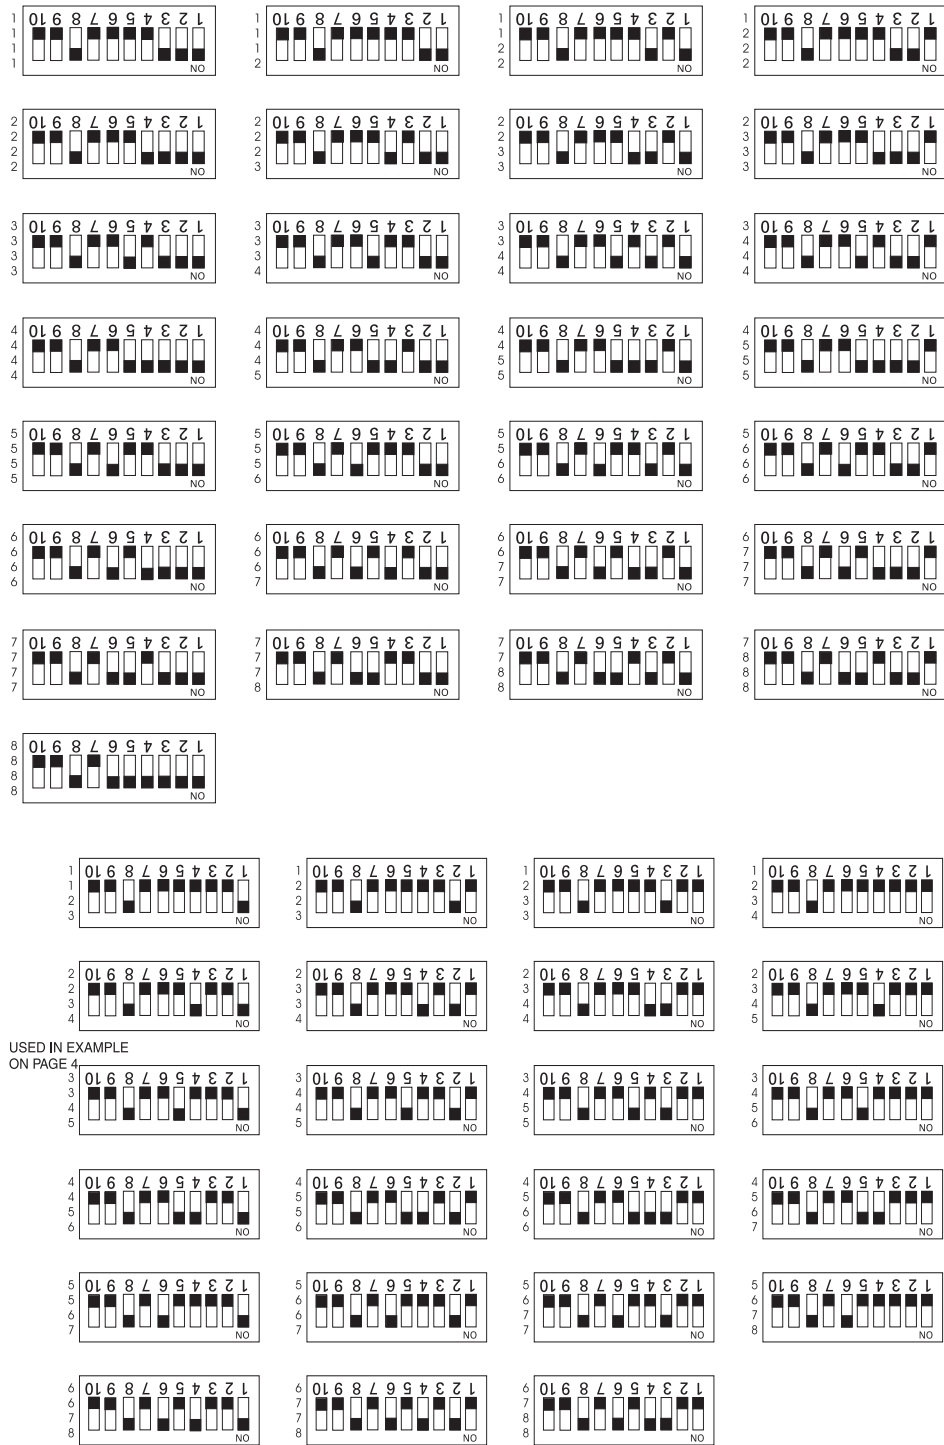 1 1 1 1
10 9 8 7 6 5 4 3 2 1
ON
1 1 1 2
10 9 8 7 6 5 4 3 2 1
ON
1 1 2 2
10 9 8 7 6 5 4 3 2 1
ON
1 2 2 2
10 9 8 7 6 5 4 3 2 1
ON
2 2 2 2
10 9 8 7 6 5 4 3 2 1
ON
2 2 2 3
10 9 8 7 6 5 4 3 2 1
ON
2 2 3 3
10 9 8 7 6 5 4 3 2 1
ON
2 3 3 3
10 9 8 7 6 5 4 3 2 1
ON
3 3 3 3
10 9 8 7 6 5 4 3 2 1
ON
3 3 3 4
10 9 8 7 6 5 4 3 2 1
ON
3 3 4 4
10 9 8 7 6 5 4 3 2 1
ON
3 4 4 4
10 9 8 7 6 5 4 3 2 1
ON
4 4 4 4
10 9 8 7 6 5 4 3 2 1
ON
4 4 4 5
10 9 8 7 6 5 4 3 2 1
ON
4 4 5 5
10 9 8 7 6 5 4 3 2 1
ON
4 5 5 5
10 9 8 7 6 5 4 3 2 1
ON
5 5 5 5
10 9 8 7 6 5 4 3 2 1
ON
5 5 5 6
10 9 8 7 6 5 4 3 2 1
ON
5 5 6 6
10 9 8 7 6 5 4 3 2 1
ON
5 6 6 6
10 9 8 7 6 5 4 3 2 1
ON
6 6 6 6
10 9 8 7 6 5 4 3 2 1
ON
6 6 6 7
10 9 8 7 6 5 4 3 2 1
ON
6 6 7 7
10 9 8 7 6 5 4 3 2 1
ON
6 7 7 7
10 9 8 7 6 5 4 3 2 1
ON
7 7 7 7
10 9 8 7 6 5 4 3 2 1
ON
7 7 7 8
10 9 8 7 6 5 4 3 2 1
ON
7 7 8 8
10 9 8 7 6 5 4 3 2 1
ON
7 8 8 8
10 9 8 7 6 5 4 3 2 1
ON
8 8 8 8
10 9 8 7 6 5 4 3 2 1
ON
1 1 2 3
10 9 8 7 6 5 4 3 2 1
ON
1 2 2 3
10 9 8 7 6 5 4 3 2 1
ON
1 2 3 3
10 9 8 7 6 5 4 3 2 1
ON
1 2 3 4
10 9 8 7 6 5 4 3 2 1
ON
2 2 3 4
10 9 8 7 6 5 4 3 2 1
ON
2 3 3 4
10 9 8 7 6 5 4 3 2 1
ON
2 3 4 4
10 9 8 7 6 5 4 3 2 1
ON
2 3 4 5
10 9 8 7 6 5 4 3 2 1
ON
USED IN EXAMPLE
ON PAGE 4
3 3 4 5
10 9 8 7 6 5 4 3 2 1
ON
3 4 4 5
10 9 8 7 6 5 4 3 2 1
ON
3 4 5 5
10 9 8 7 6 5 4 3 2 1
ON
3 4 5 6
10 9 8 7 6 5 4 3 2 1
ON
4 4 5 6
10 9 8 7 6 5 4 3 2 1
ON
4 5 5 6
10 9 8 7 6 5 4 3 2 1
ON
4 5 6 6
10 9 8 7 6 5 4 3 2 1
ON
4 5 6 7
10 9 8 7 6 5 4 3 2 1
ON
5 5 6 7
10 9 8 7 6 5 4 3 2 1
ON
5 6 6 7
10 9 8 7 6 5 4 3 2 1
ON
5 6 7 7
10 9 8 7 6 5 4 3 2 1
ON
5 6 7 8
10 9 8 7 6 5 4 3 2 1
ON
6 6 7 8
10 9 8 7 6 5 4 3 2 1
ON
6 7 7 8
10 9 8 7 6 5 4 3 2 1
ON
6 7 8 8
10 9 8 7 6 5 4 3 2 1
ON